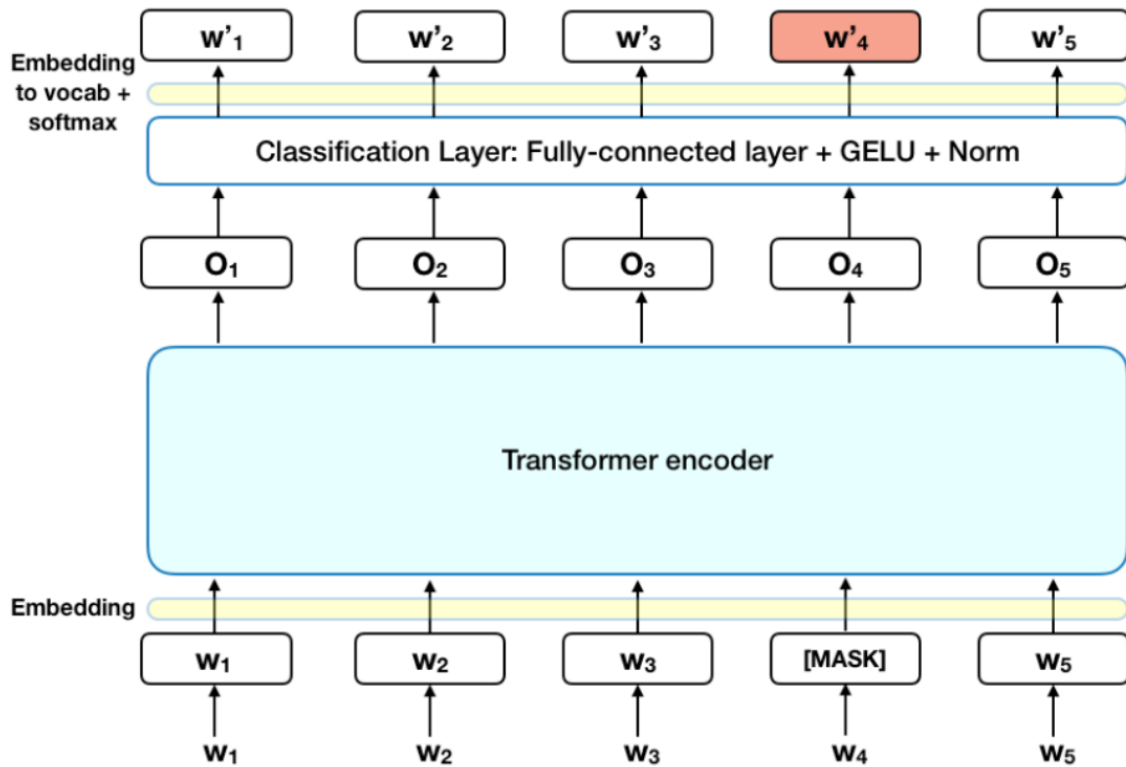 w'₁ w'₂ w'₃ w'₄ w'₅
Embedding
to vocab +
softmax
Classification Layer: Fully-connected layer + GELU + Norm
O₁ O₂ O₃ O₄ O₅
Transformer encoder
Embedding
W₁ W₂ W₃ [MASK] W₅
W₁ W₂ W₃ W₄ W₅